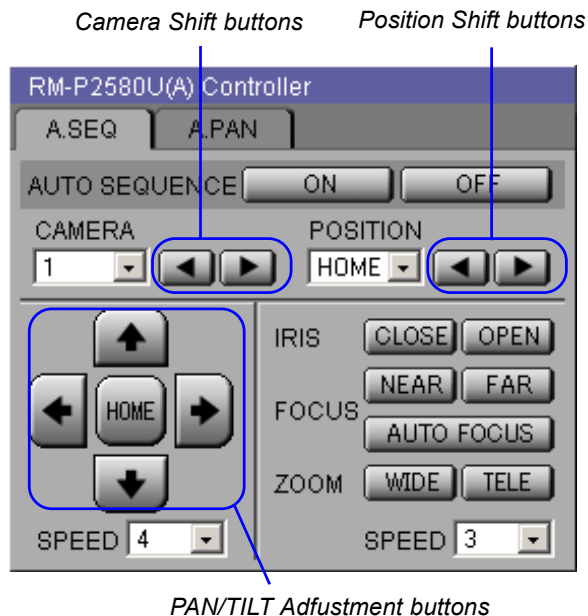 Camera Shift buttons Position Shift buttons
RM-P2580U(A) Controller
A.SEQ A.PAN
AUTO SEQUENCE ON OFF
CAMERA POSITION
1 HOME
IRIS CLOSE OPEN
NEAR FAR
HOME
FOCUS
AUTO FOCUS
ZOOM WIDE TELE
SPEED 4 SPEED 3
PAN/TILT Adfustment buttons